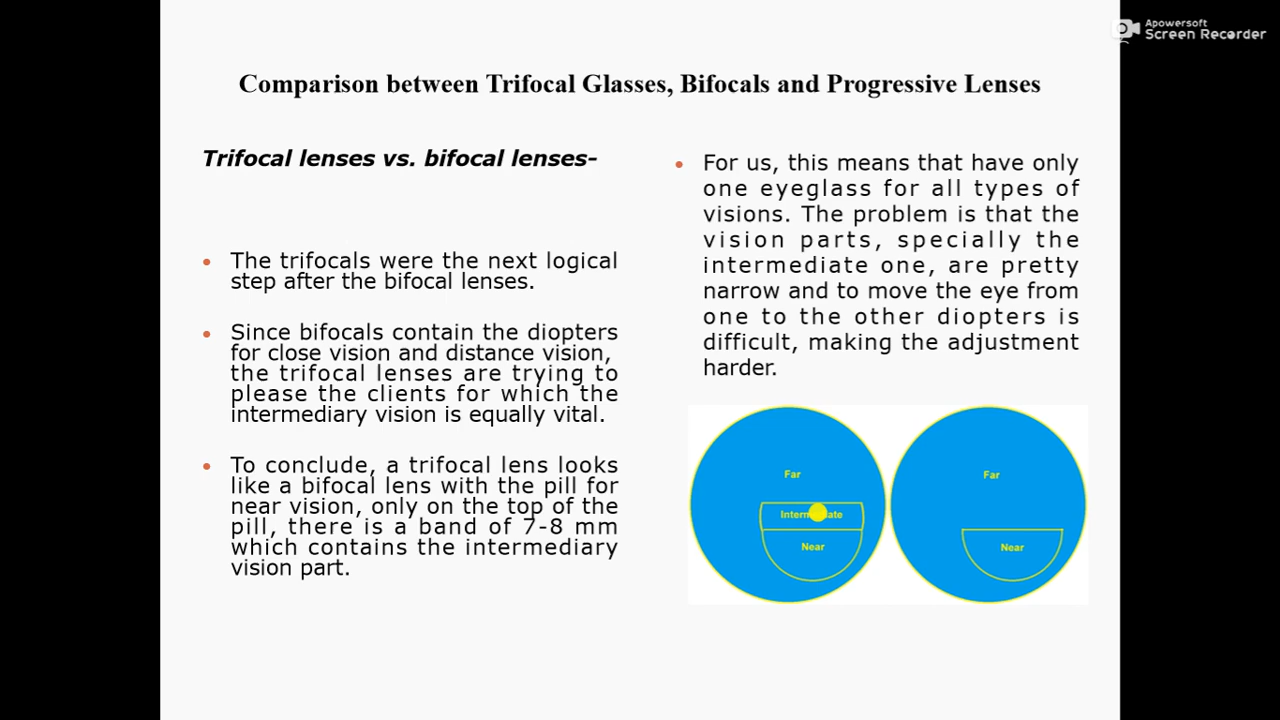 Apowersoft
Screen Recorder
Comparison between Trifocal Glasses, Bifocals and Progressive Lenses
Trifocal lenses vs. bifocal lenses-
The trifocals were the next logical
step after the bifocal lenses.
Since bifocals contain the diopters
for close vision and distance vision,
the trifocal lenses are trying to
please the clients for which the
intermediary vision is equally vital.
To conclude, a trifocal lens looks
like a bifocal lens with the pill for
near vision, only on the top of the
pill, there is a band of 7-8 mm
which contains the intermediary
vision part.
For us, this means that have only
one eyeglass for all types of
visions. The problem is that the
vision parts, specially the
intermediate one, are pretty
narrow and to move the eye from
one to the other diopters is
difficult, making the adjustment
harder.
Far
Intermediate
Near
Far
Near